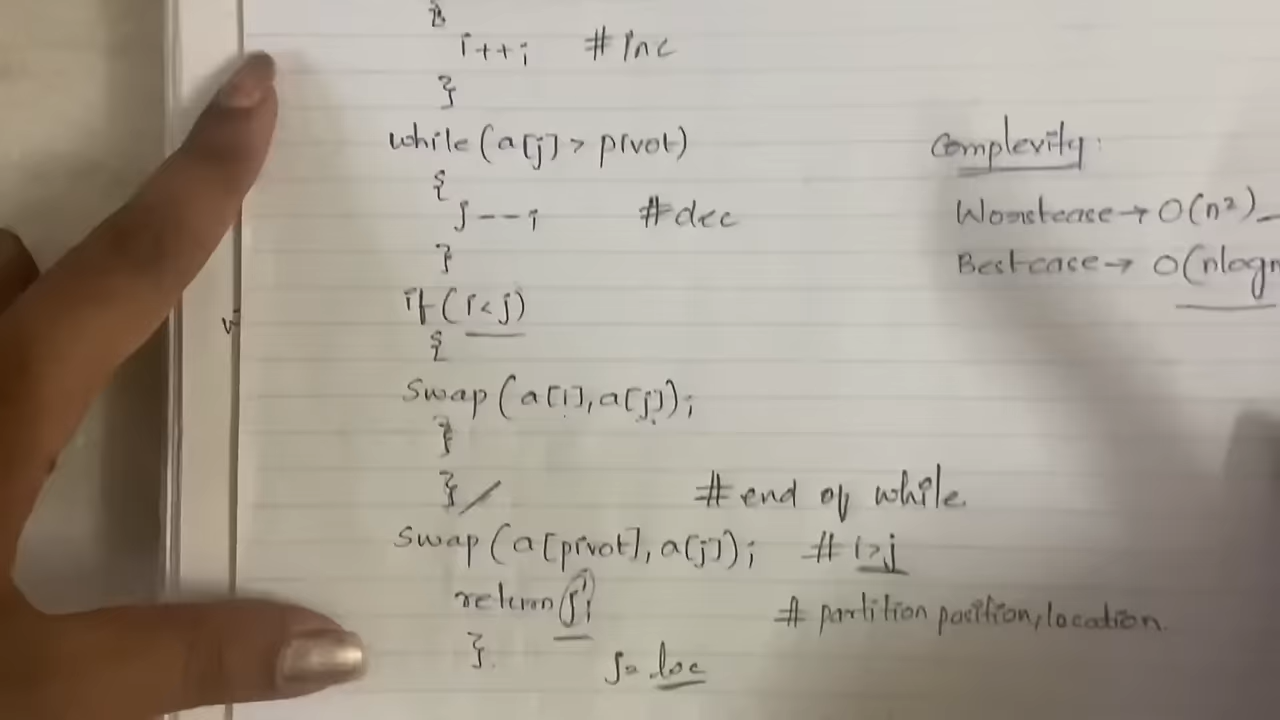 {
i++; #inc
}
while(a[j]>pivot)
{
j--; #dec
}
if(i<j)
{
swap(a[i],a[j]);
}
} #end of while
swap(a[pivot],a[j]); #i>j
return j;
# partition position/location.
}
j= loc
Complexity:
Worstcase→O(n²)
Bestcase→ O(nlogn